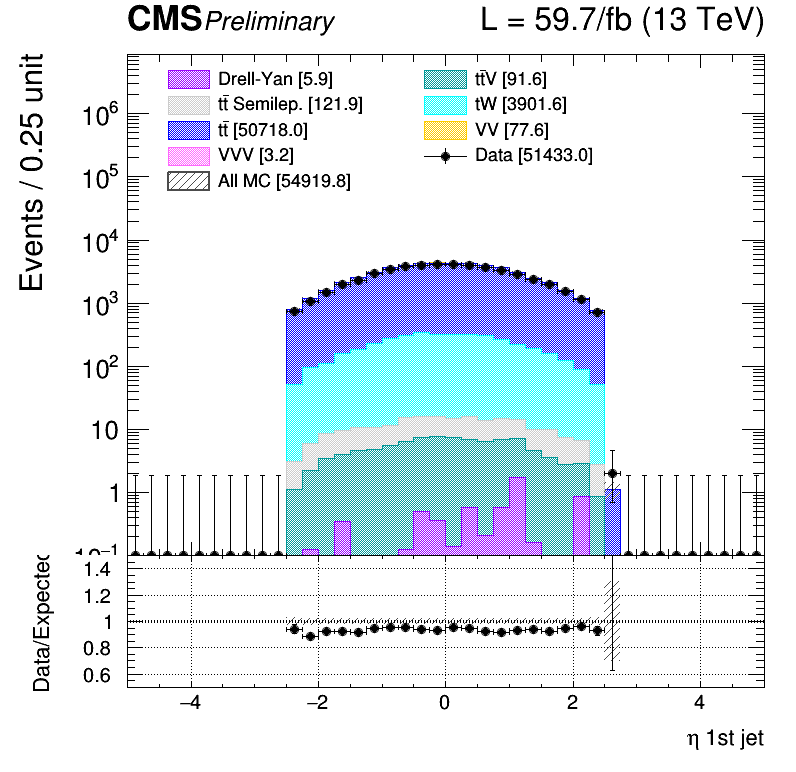 CMS Preliminary L = 59.7/fb (13 TeV)
Events / 0.25 unit
Drell-Yan [5.9]
tt̄V [91.6]
tt̄ Semilep. [121.9]
tW [3901.6]
tt̄ [50718.0]
VV [77.6]
VVV [3.2]
Data [51433.0]
All MC [54919.8]
10⁶
10⁵
10⁴
10³
10²
10
1
10⁻¹
Data/Expected
1.4
1.2
1
0.8
0.6
−4 −2 0 2 4
η 1st jet